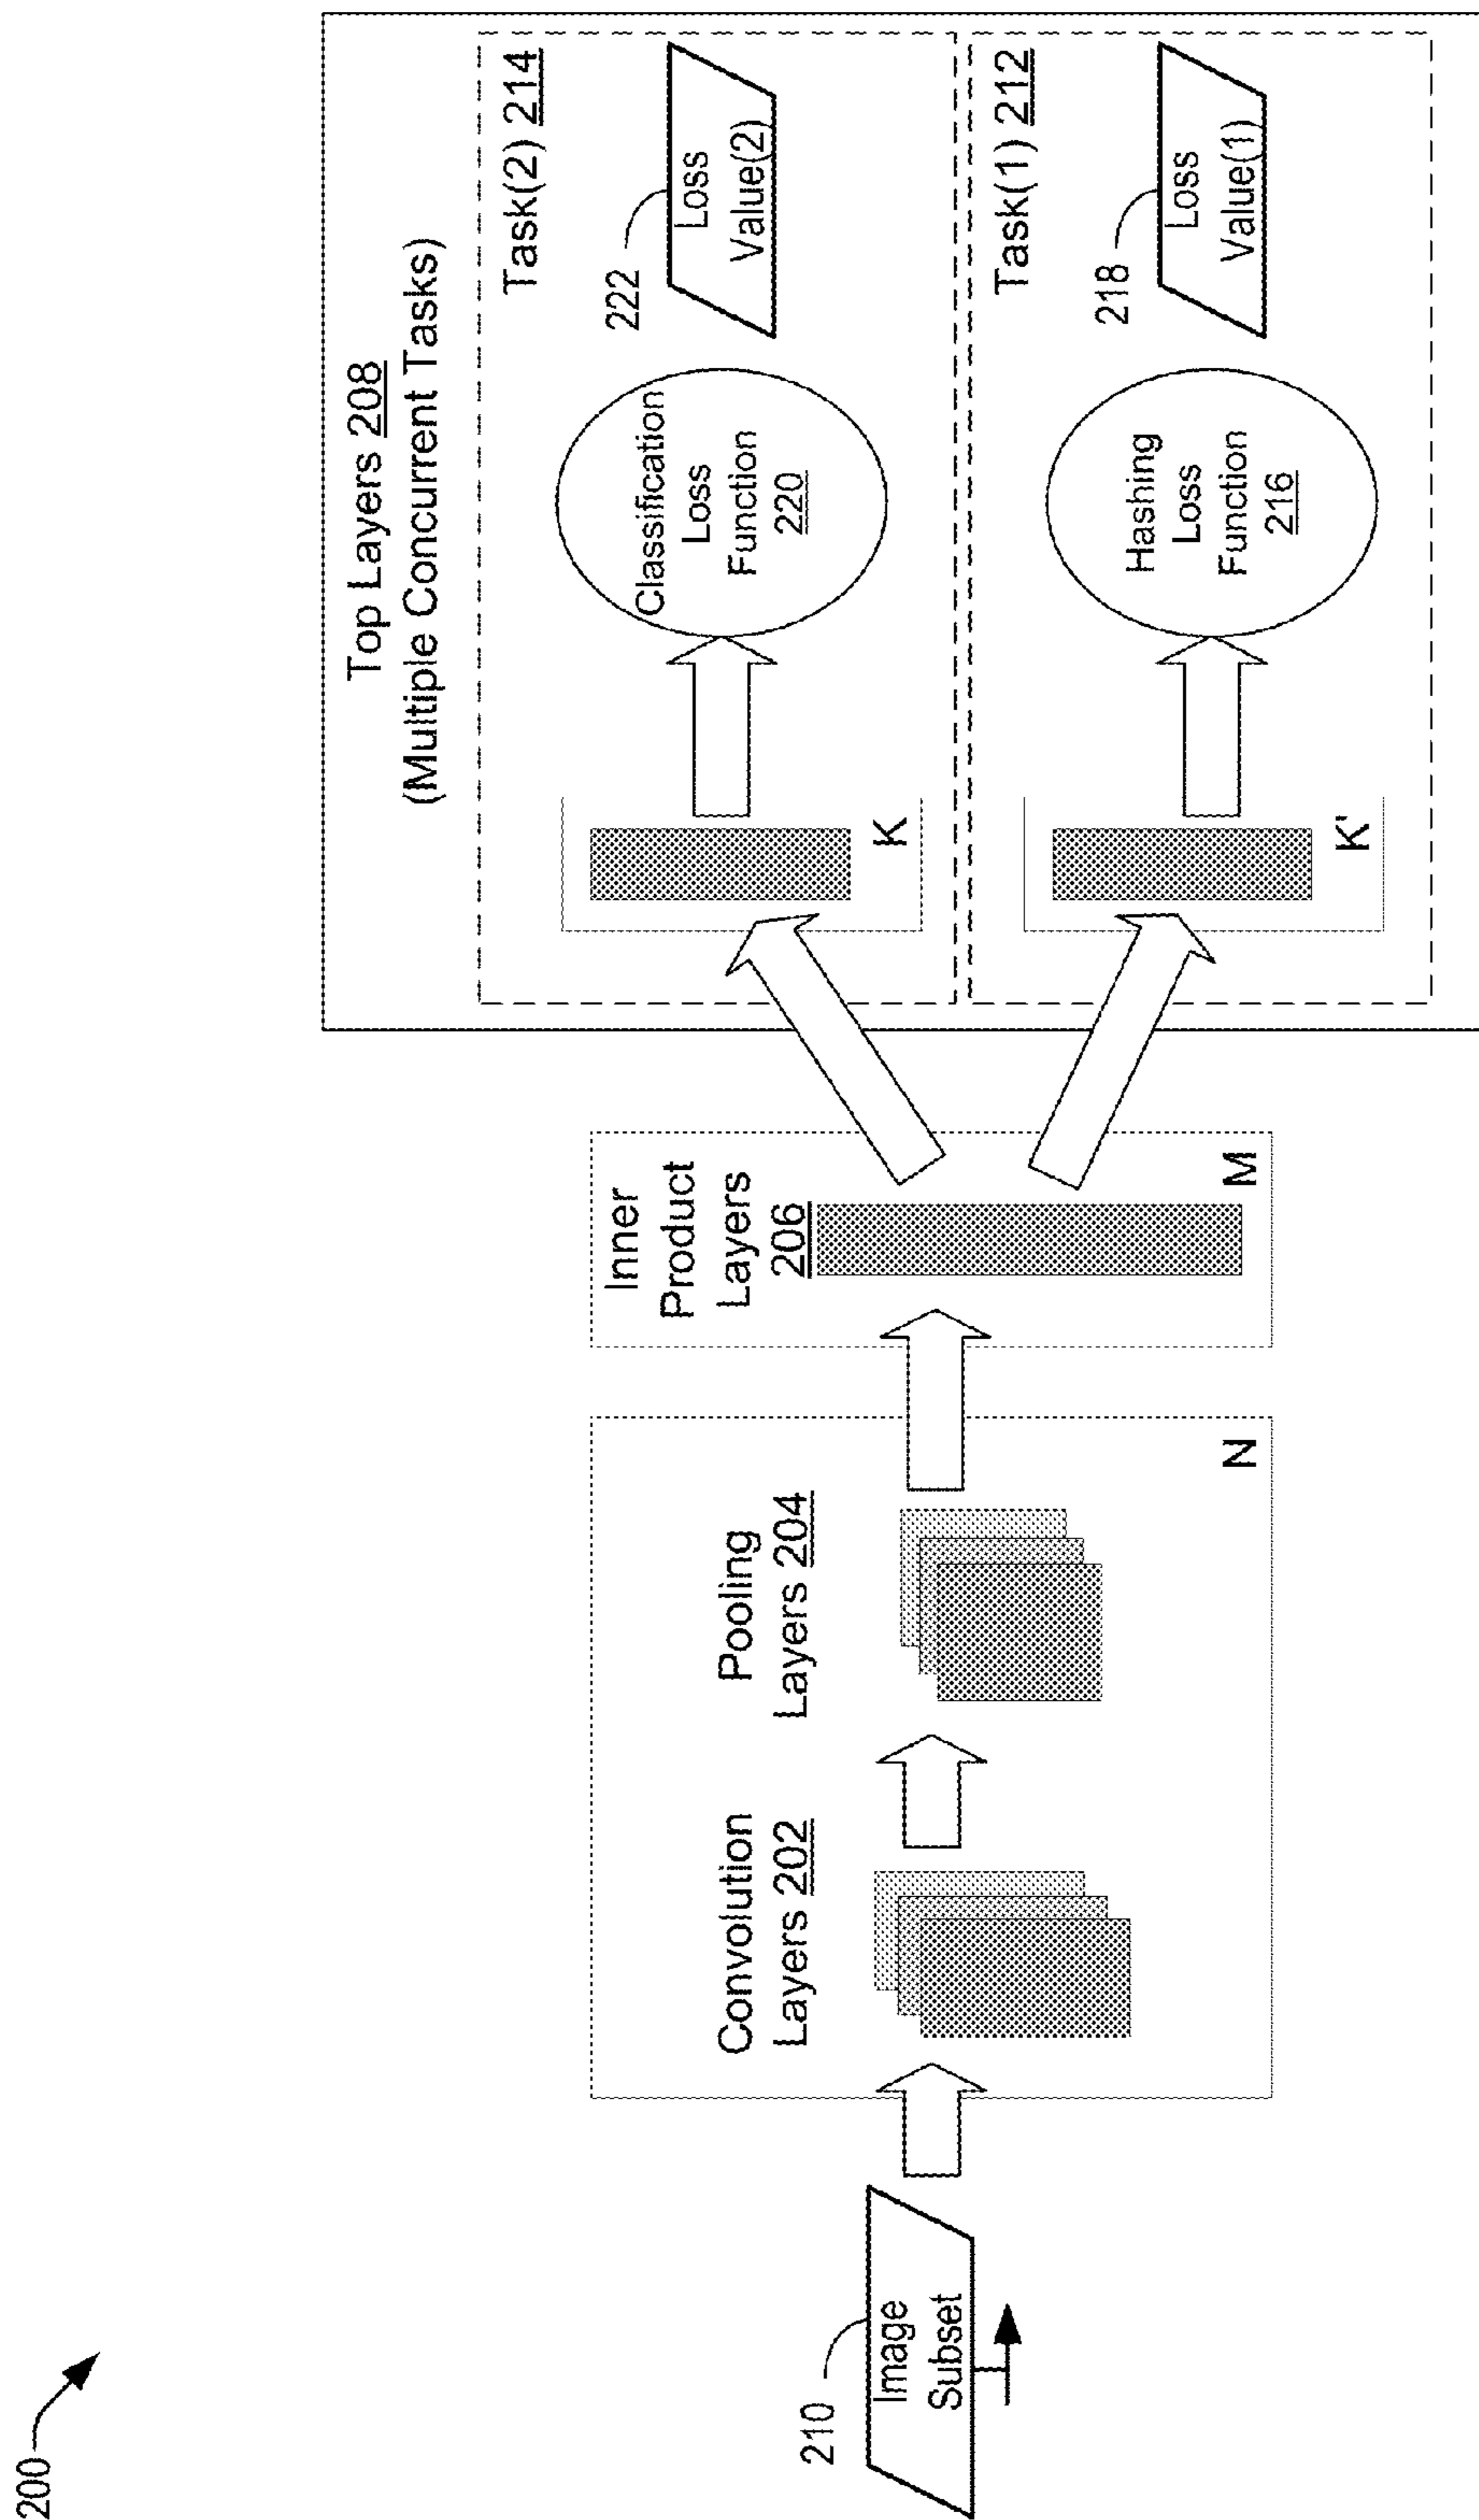 200
Top Layers 208
(Multiple Concurrent Tasks)
Task(2) 214
222
Loss
Value(2)
Classification
Loss
Function
220
K
Task(1) 212
218
Loss
Value(1)
Hashing
Loss
Function
216
K'
Inner
Product
Layers
206
M
Pooling
Layers 204
Convolution
Layers 202
N
210
Image
Subset